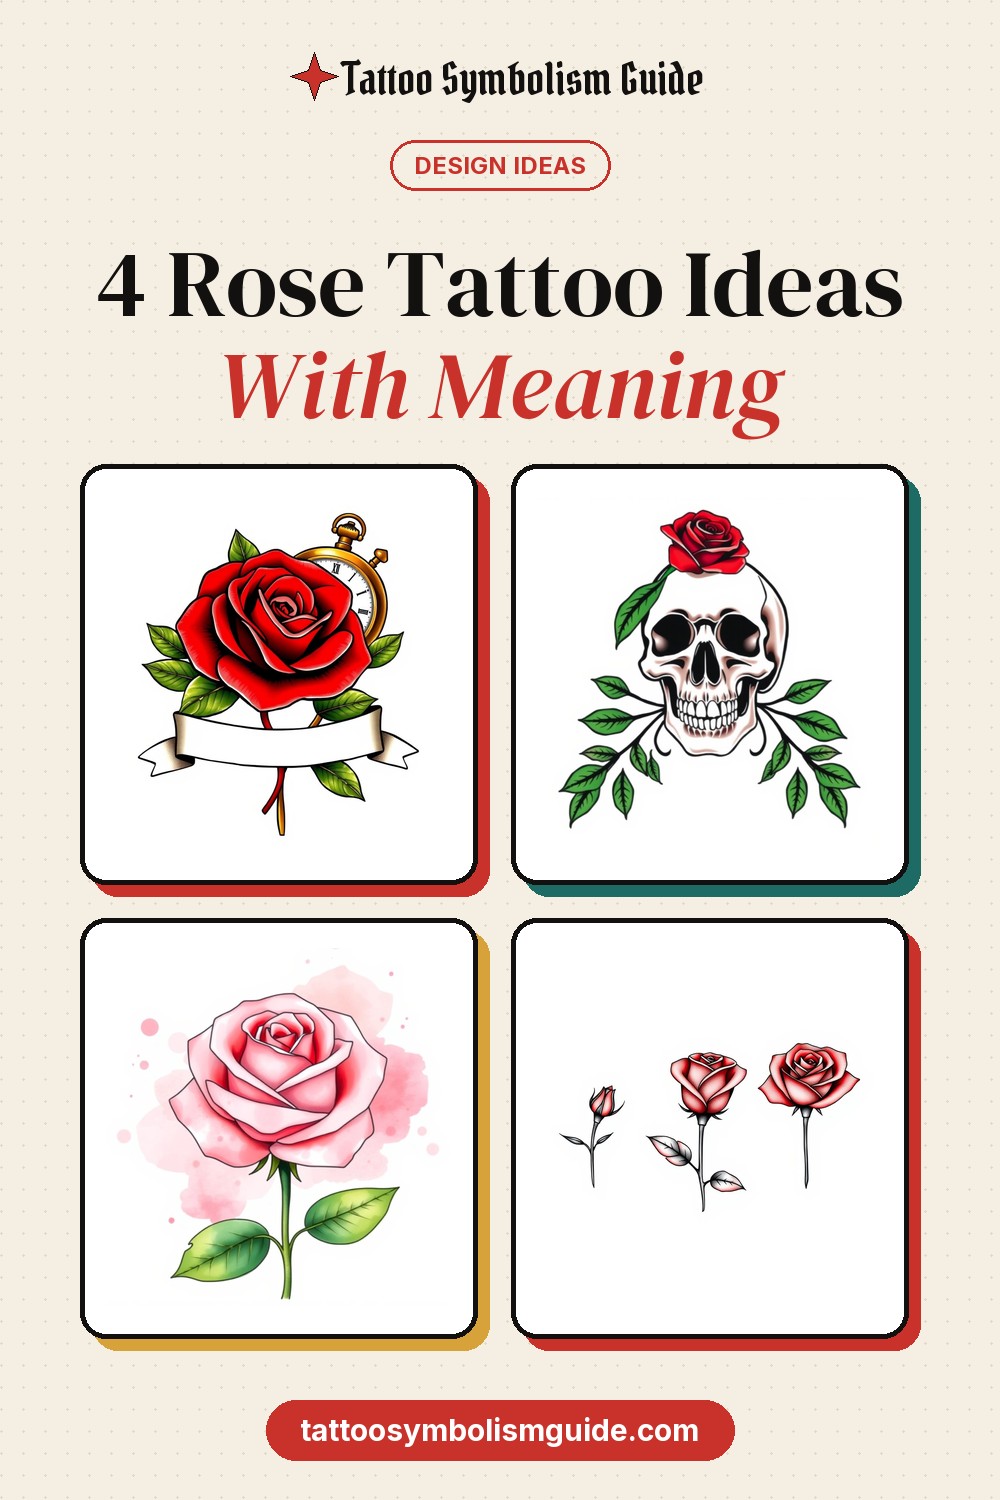 Tattoo Symbolism Guide
DESIGN IDEAS
4 Rose Tattoo Ideas
With Meaning
tattoosymbolismguide.com